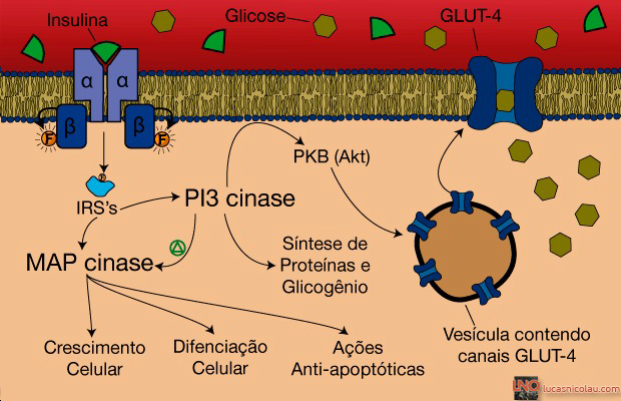 Insulina
Glicose
GLUT-4
α
α
β
β
F
F
PKB (Akt)
IRS's
PI3 cinase
MAP cinase
Síntese de
Proteínas e
Glicogênio
Crescimento
Celular
Difenciação
Celular
Ações
Anti-apoptóticas
Vesícula contendo
canais GLUT-4
LNO
lucasnicolau.com